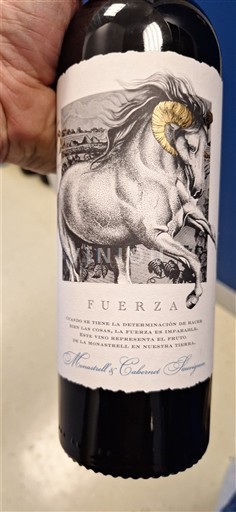 FUERZA
CUANDO SE TIENE LA DETERMINACIÓN DE HACER
BIEN LAS COSAS, LA FUERZA ES IMPARABLE.
ESTE VINO REPRESENTA EL FRUTO
DE LA MONASTRELL EN NUESTRA TIERRA.
Monastrell & Cabernet Sauvignon